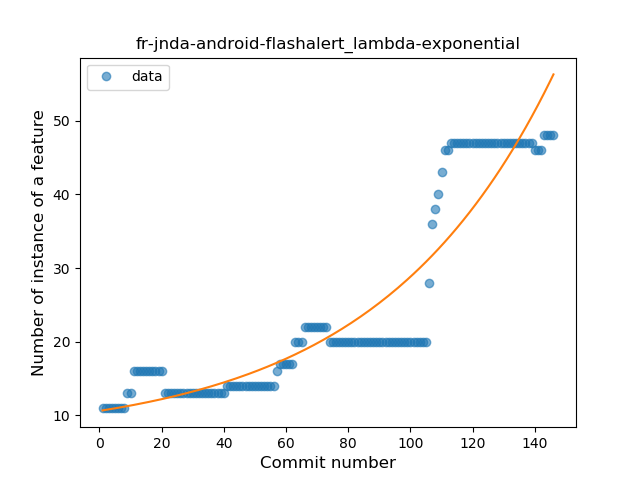 fr-jnda-android-flashalert_lambda-exponential
data
Number of instance of a feature
50
40
30
20
10
0 20 40 60 80 100 120 140
Commit number